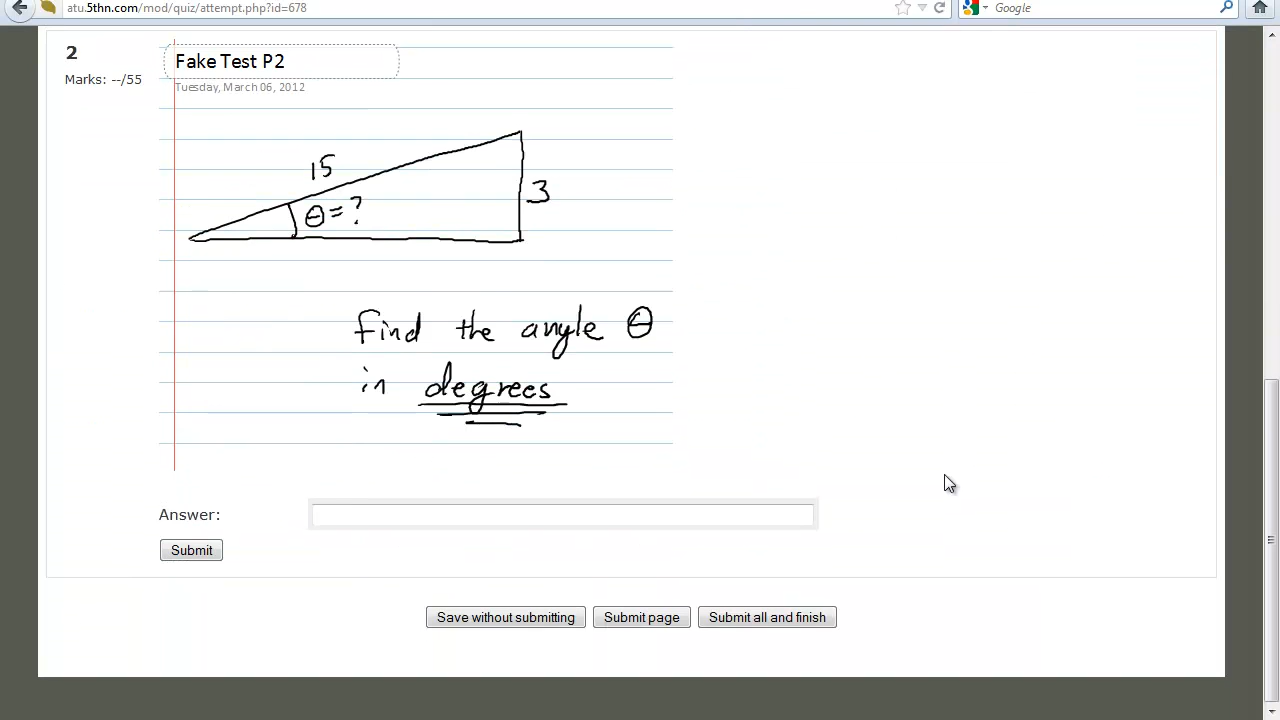 atu.5thn.com/mod/quiz/attempt.php?id=678
Google
2
Marks: --/55
Fake Test P2
Tuesday, March 06, 2012
15
3
θ = ?
find the angle θ
in degrees
Answer:
Submit
Save without submitting
Submit page
Submit all and finish